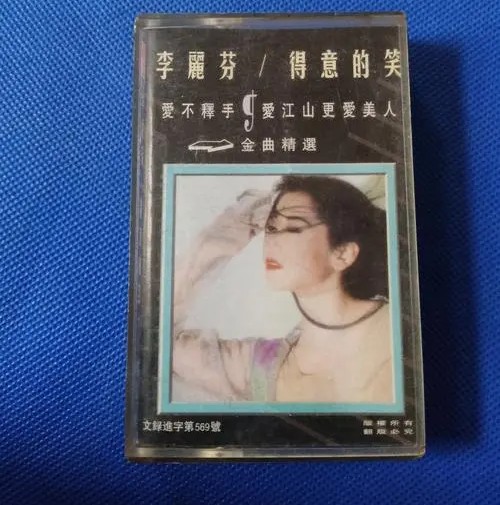 李麗芬 / 得意的笑
愛不釋手 愛江山更愛美人
金曲精選
文錄進字第569號
版權所有
翻版必究